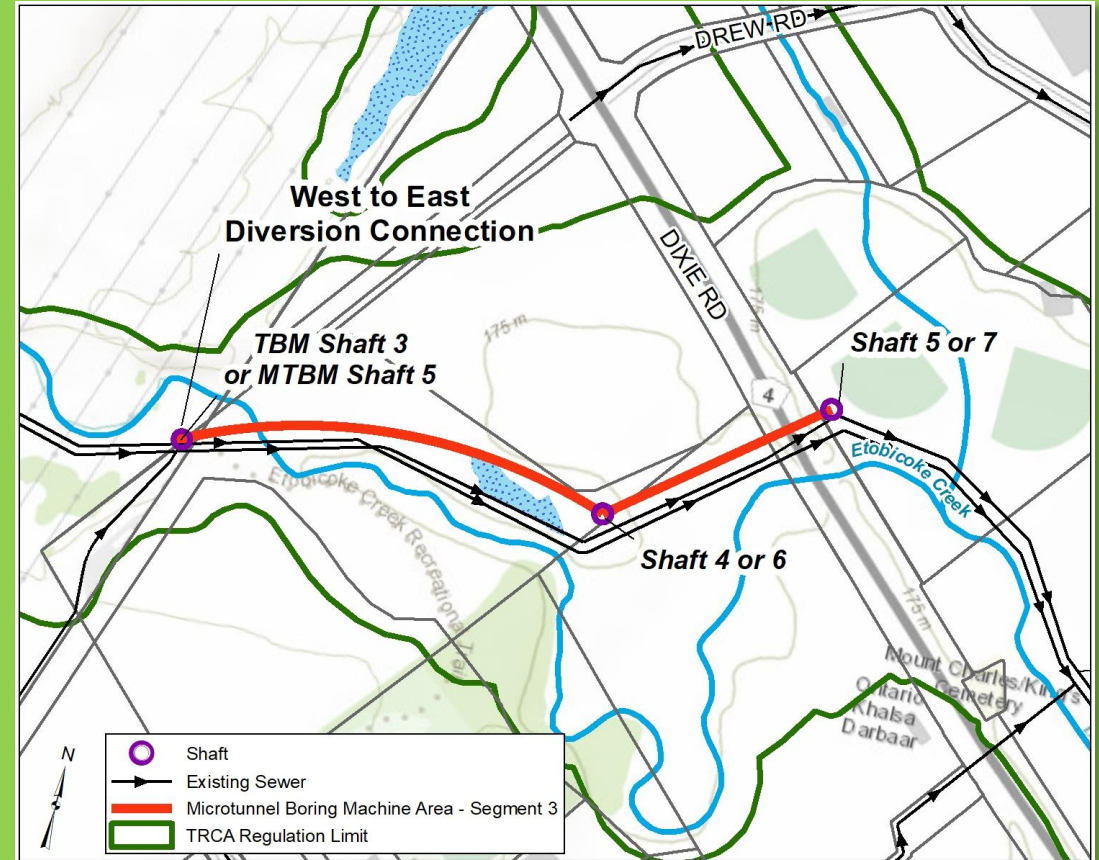 DREW RD
West to East
Diversion Connection
DIXIE RD
175 m
175 m
TBM Shaft 3
or MTBM Shaft 5
Shaft 5 or 7
4
Etobicoke Creek
Etobicoke Creek Recreational Trail
Shaft 4 or 6
175 m
Mount Charles/King's
Cemetery
Ontario
Khalsa
Darbaar
N
Shaft
Existing Sewer
Microtunnel Boring Machine Area - Segment 3
TRCA Regulation Limit